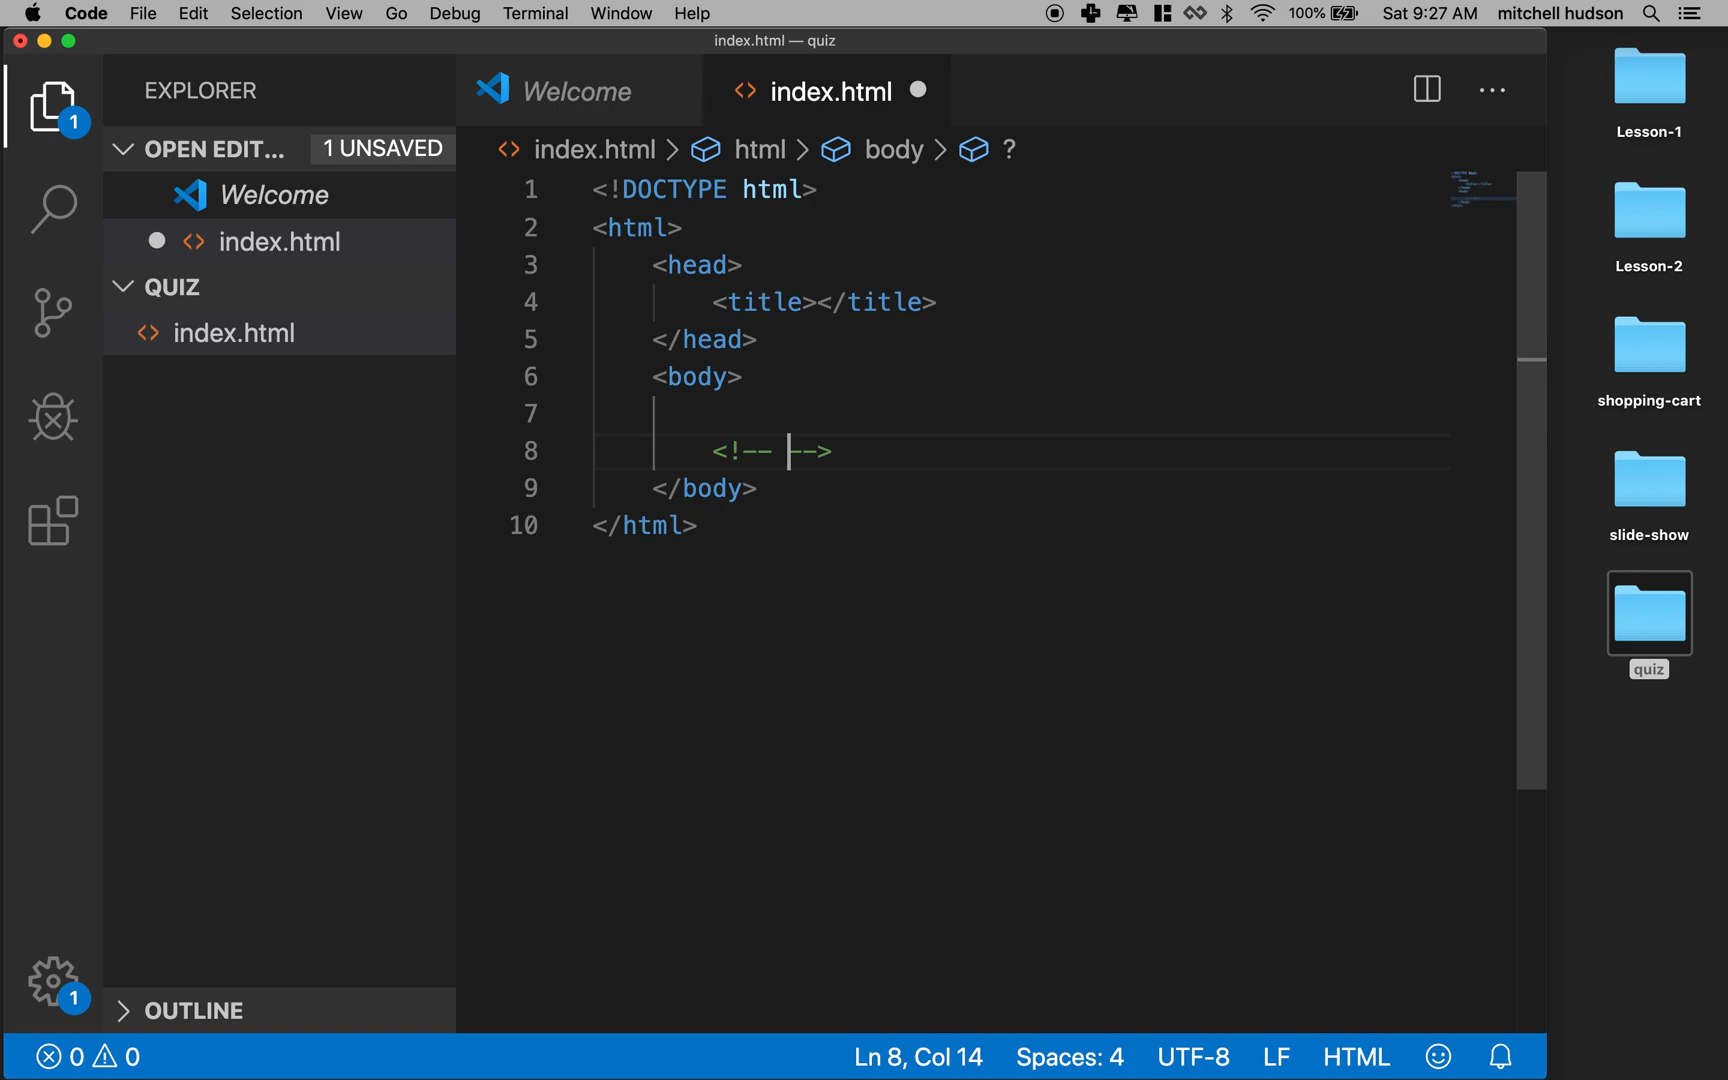 Code File Edit Selection View Go Debug Terminal Window Help 100% Sat 9:27 AM mitchell hudson
index.html — quiz
EXPLORER
OPEN EDIT... 1 UNSAVED
Welcome
index.html
QUIZ
index.html
OUTLINE
Welcome index.html
index.html > html > body > ?
1 <!DOCTYPE html>
2 <html>
3 <head>
4 <title></title>
5 </head>
6 <body>
7
8 <!-- -->
9 </body>
10 </html>
Lesson-1
Lesson-2
shopping-cart
slide-show
quiz
1
1
0 0 Ln 8, Col 14 Spaces: 4 UTF-8 LF HTML